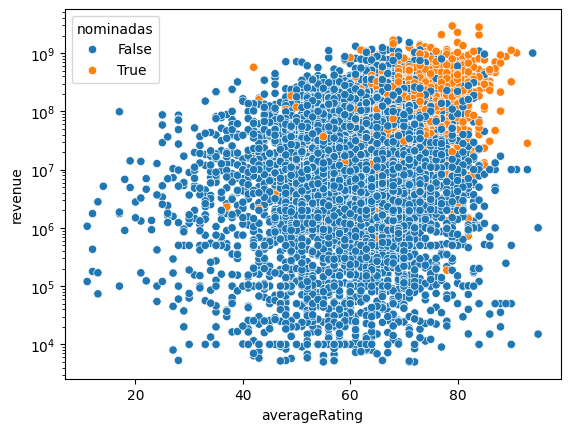 nominadas
False
True
10⁹
10⁸
10⁷
10⁶
10⁵
10⁴
revenue
20 40 60 80
averageRating